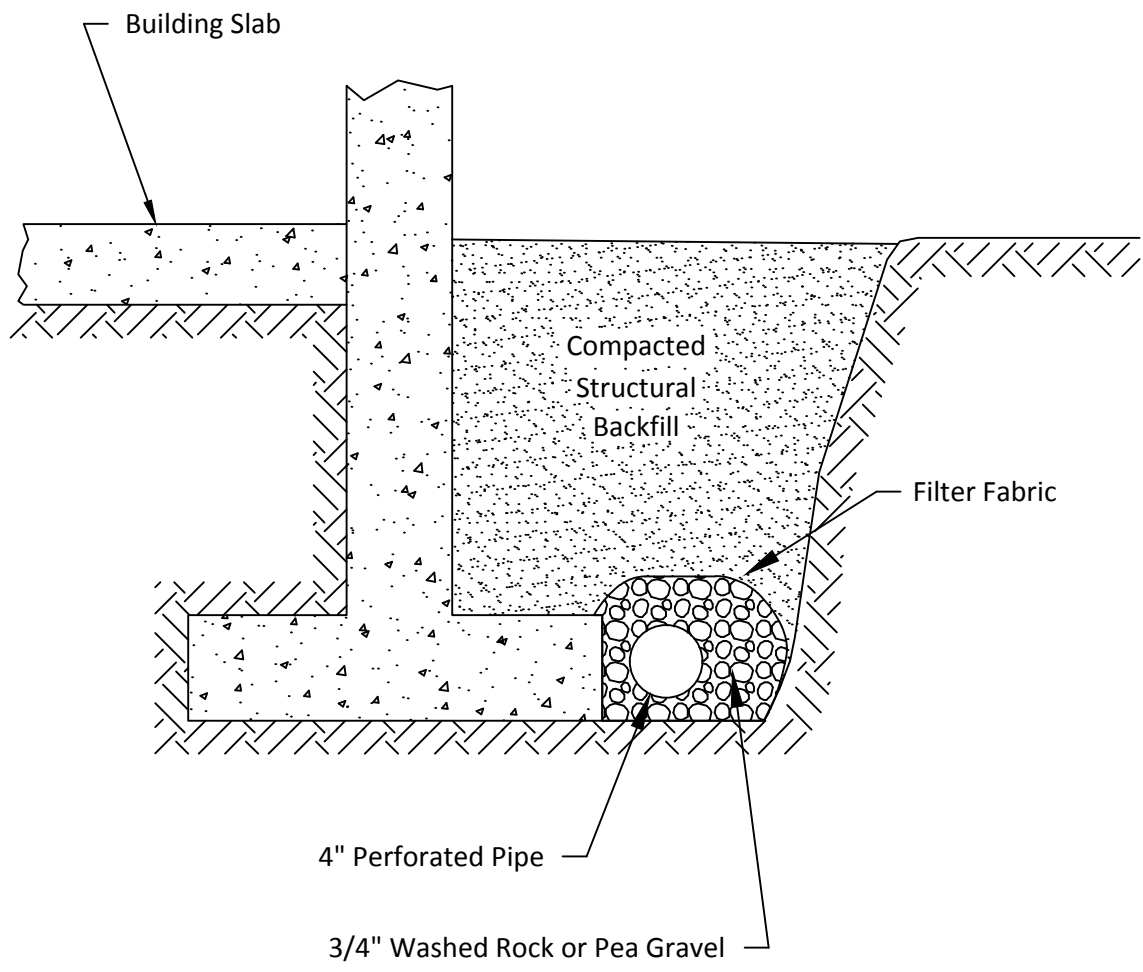 Building Slab
Compacted
Structural
Backfill
Filter Fabric
4" Perforated Pipe
3/4" Washed Rock or Pea Gravel